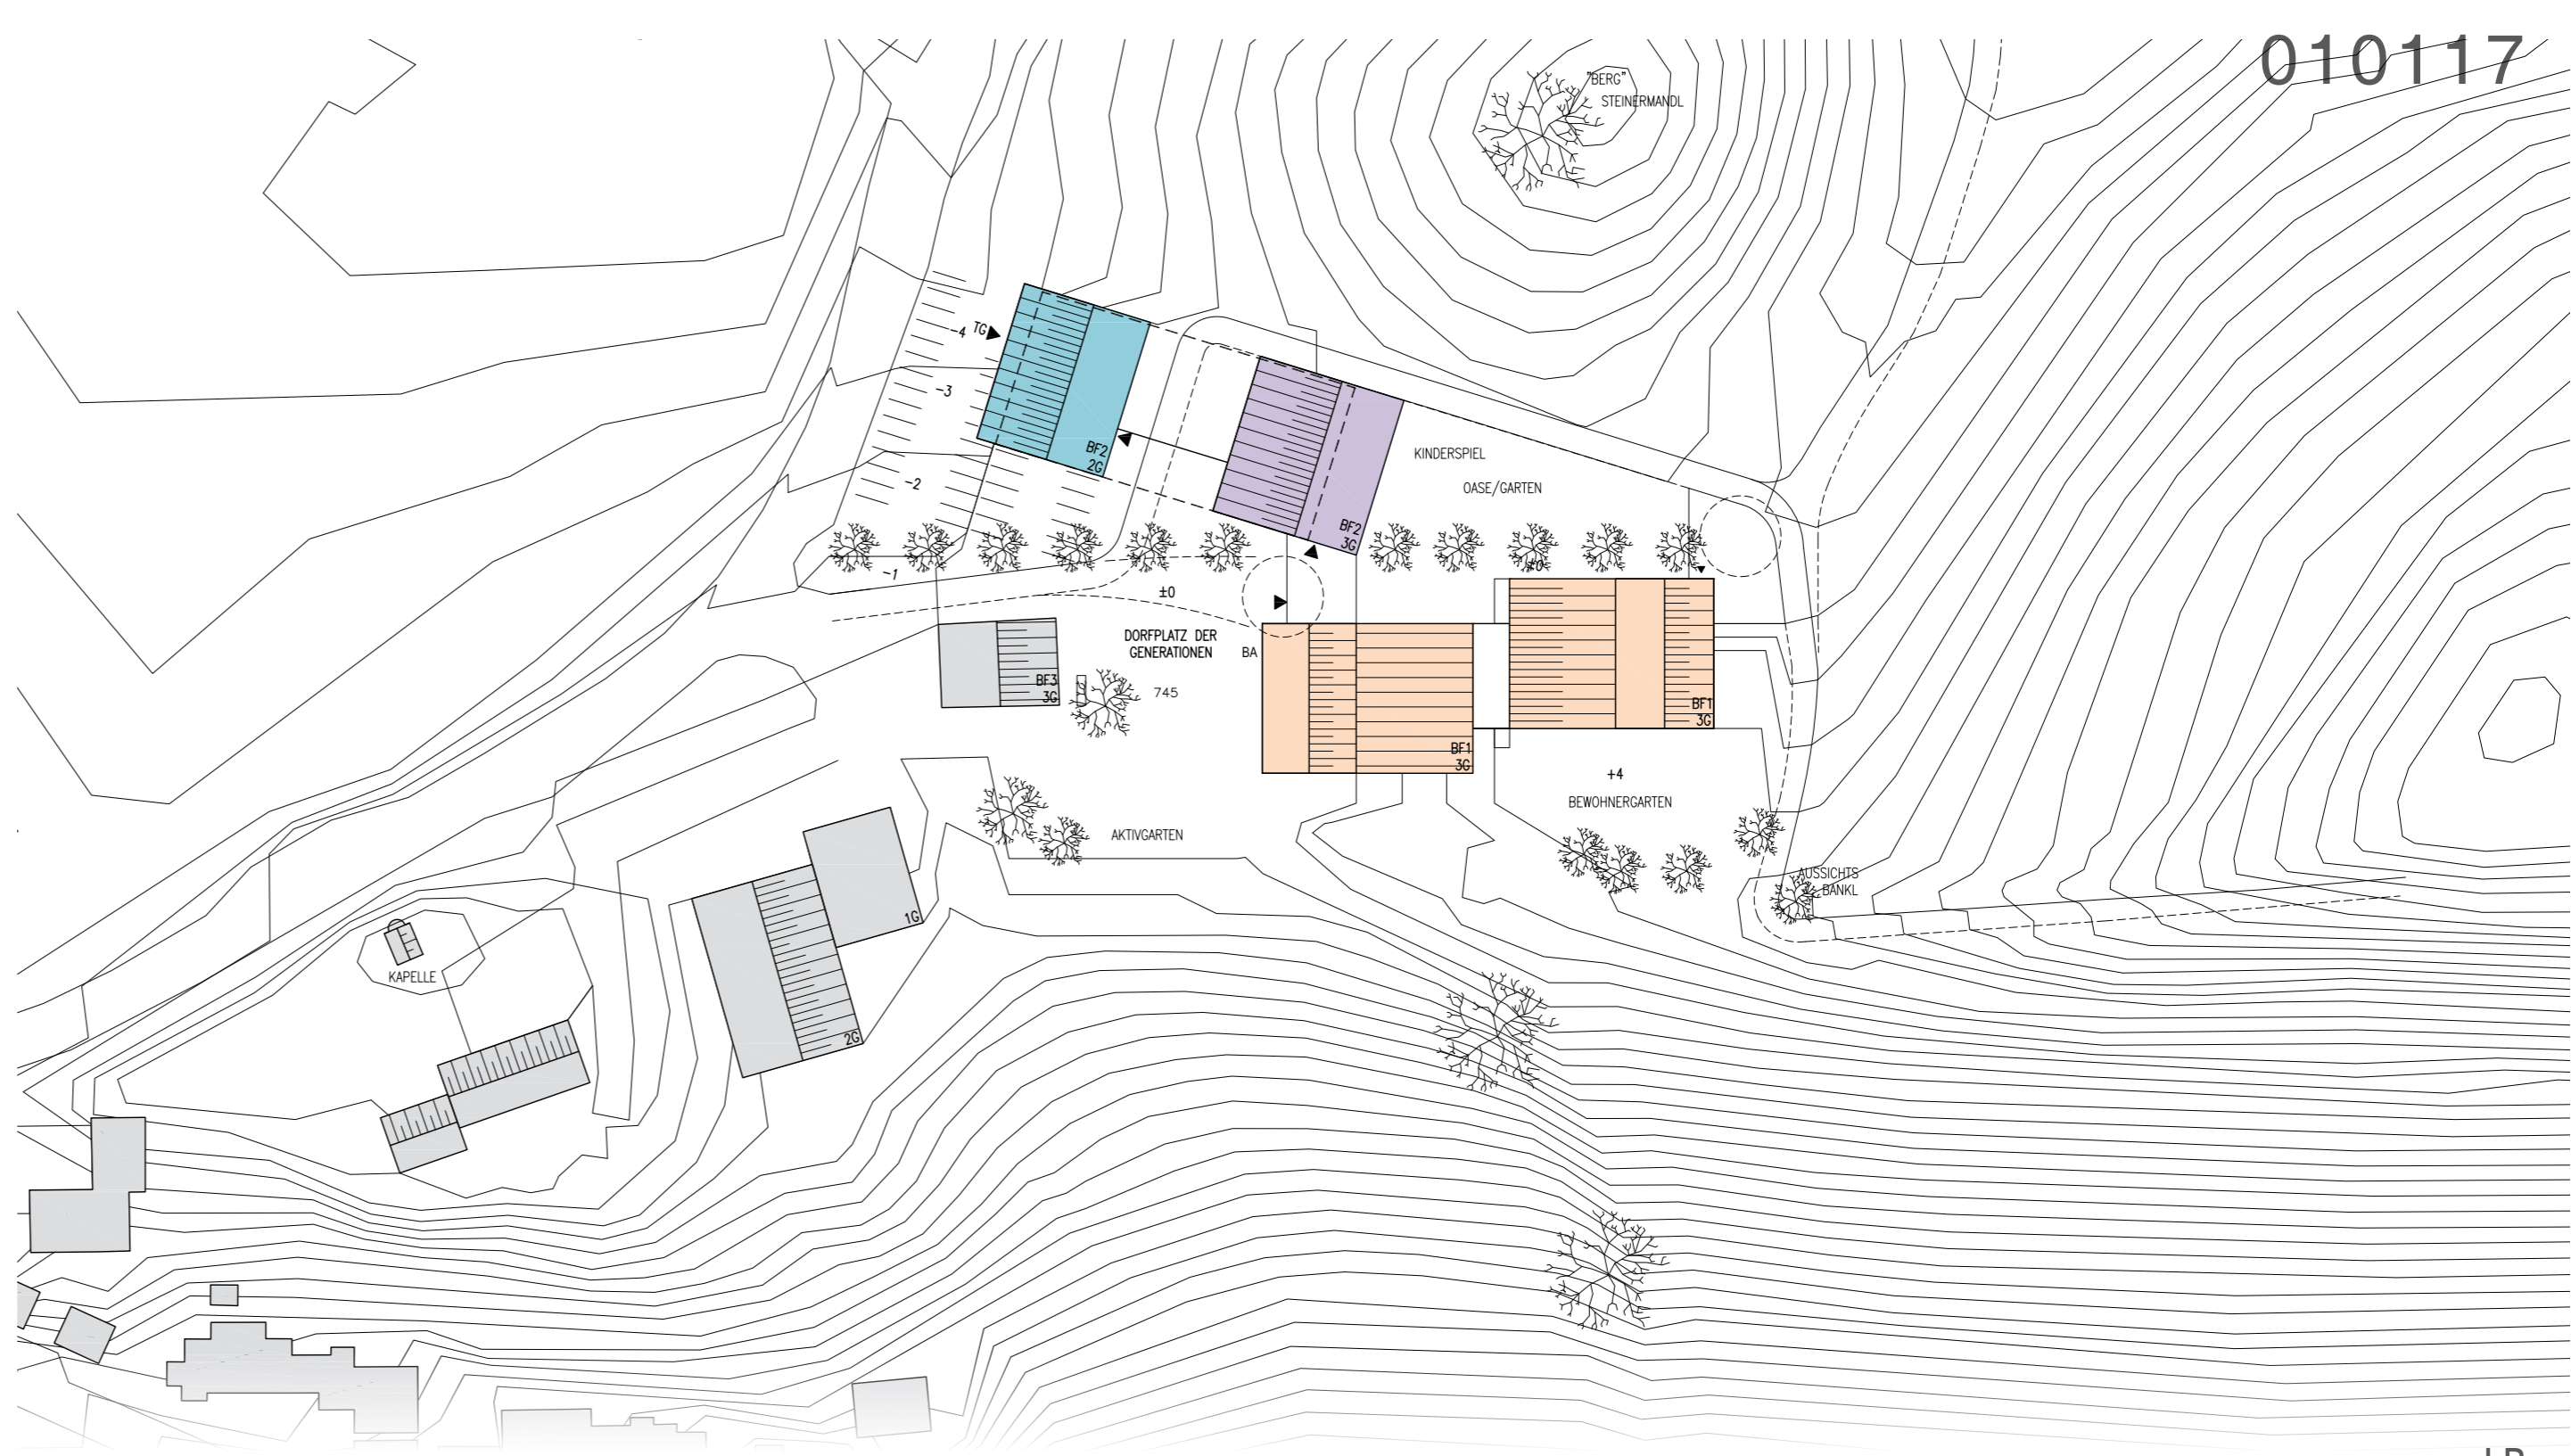 010117
"BERG"
STEINERMANDL
-4 TG
-3
BF2
2G
-2
KINDERSPIEL
OASE/GARTEN
BF2
3G
-1
±0
±0
DORFPLATZ DER
GENERATIONEN
BA
BF3
3G
745
BF1
3G
BF1
3G
+4
BEWOHNERGARTEN
AKTIVGARTEN
AUSSICHTS
BANKL
1G
KAPELLE
2G